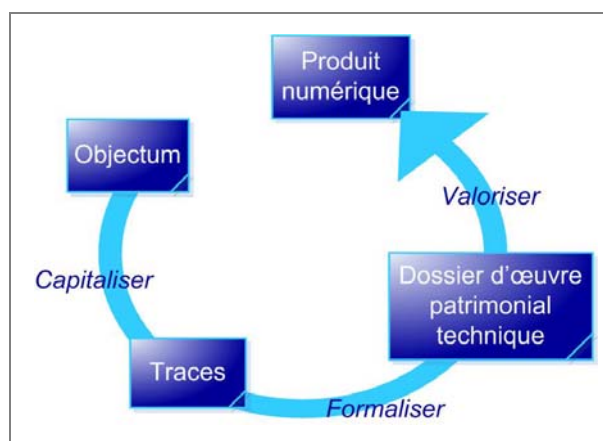 Produit
numérique
Objectum
Valoriser
Capitaliser
Dossier d'œuvre
patrimonial
technique
Traces
Formaliser